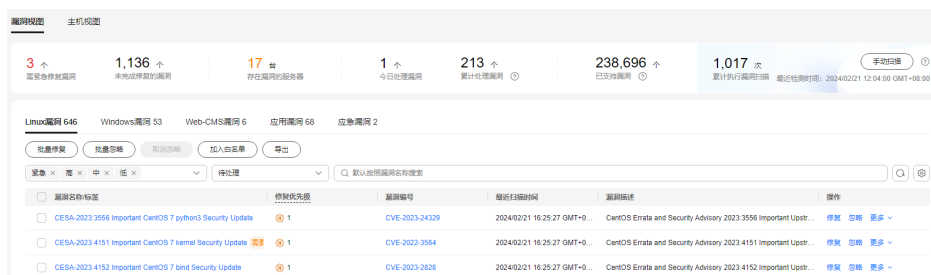 漏洞视图 主机视图
3 个 1,136 个 17 台 1 个 213 个 238,696 个 1,017 次 手动扫描
需紧急修复漏洞 未完成修复的漏洞 存在漏洞的服务器 今日处理漏洞 累计处理漏洞 已支持漏洞 累计执行漏洞扫描 最近检测时间：2024/02/21 12:04:00 GMT+08:00
Linux漏洞 646 Windows漏洞 53 Web-CMS漏洞 6 应用漏洞 68 应急漏洞 2
批量修复 批量忽略 取消忽略 加入白名单 导出
紧急 × 高 × 中 × 低 × 待处理 默认按照漏洞名称搜索
漏洞名称/标签 修复优先级 漏洞编号 最近扫描时间 漏洞描述 操作
CESA-2023:3556 Important CentOS 7 python3 Security Update 1 CVE-2023-24329 2024/02/21 16:25:27 GMT+0... CentOS Errata and Security Advisory 2023:3556 Important Upstr... 修复 忽略 更多
CESA-2023:4151 Important CentOS 7 kernel Security Update 需要 1 CVE-2022-3564 2024/02/21 16:25:27 GMT+0... CentOS Errata and Security Advisory 2023:4151 Important Upstr... 修复 忽略 更多
CESA-2023:4152 Important CentOS 7 bind Security Update 1 CVE-2023-2828 2024/02/21 16:25:27 GMT+0... CentOS Errata and Security Advisory 2023:4152 Important Upstr... 修复 忽略 更多